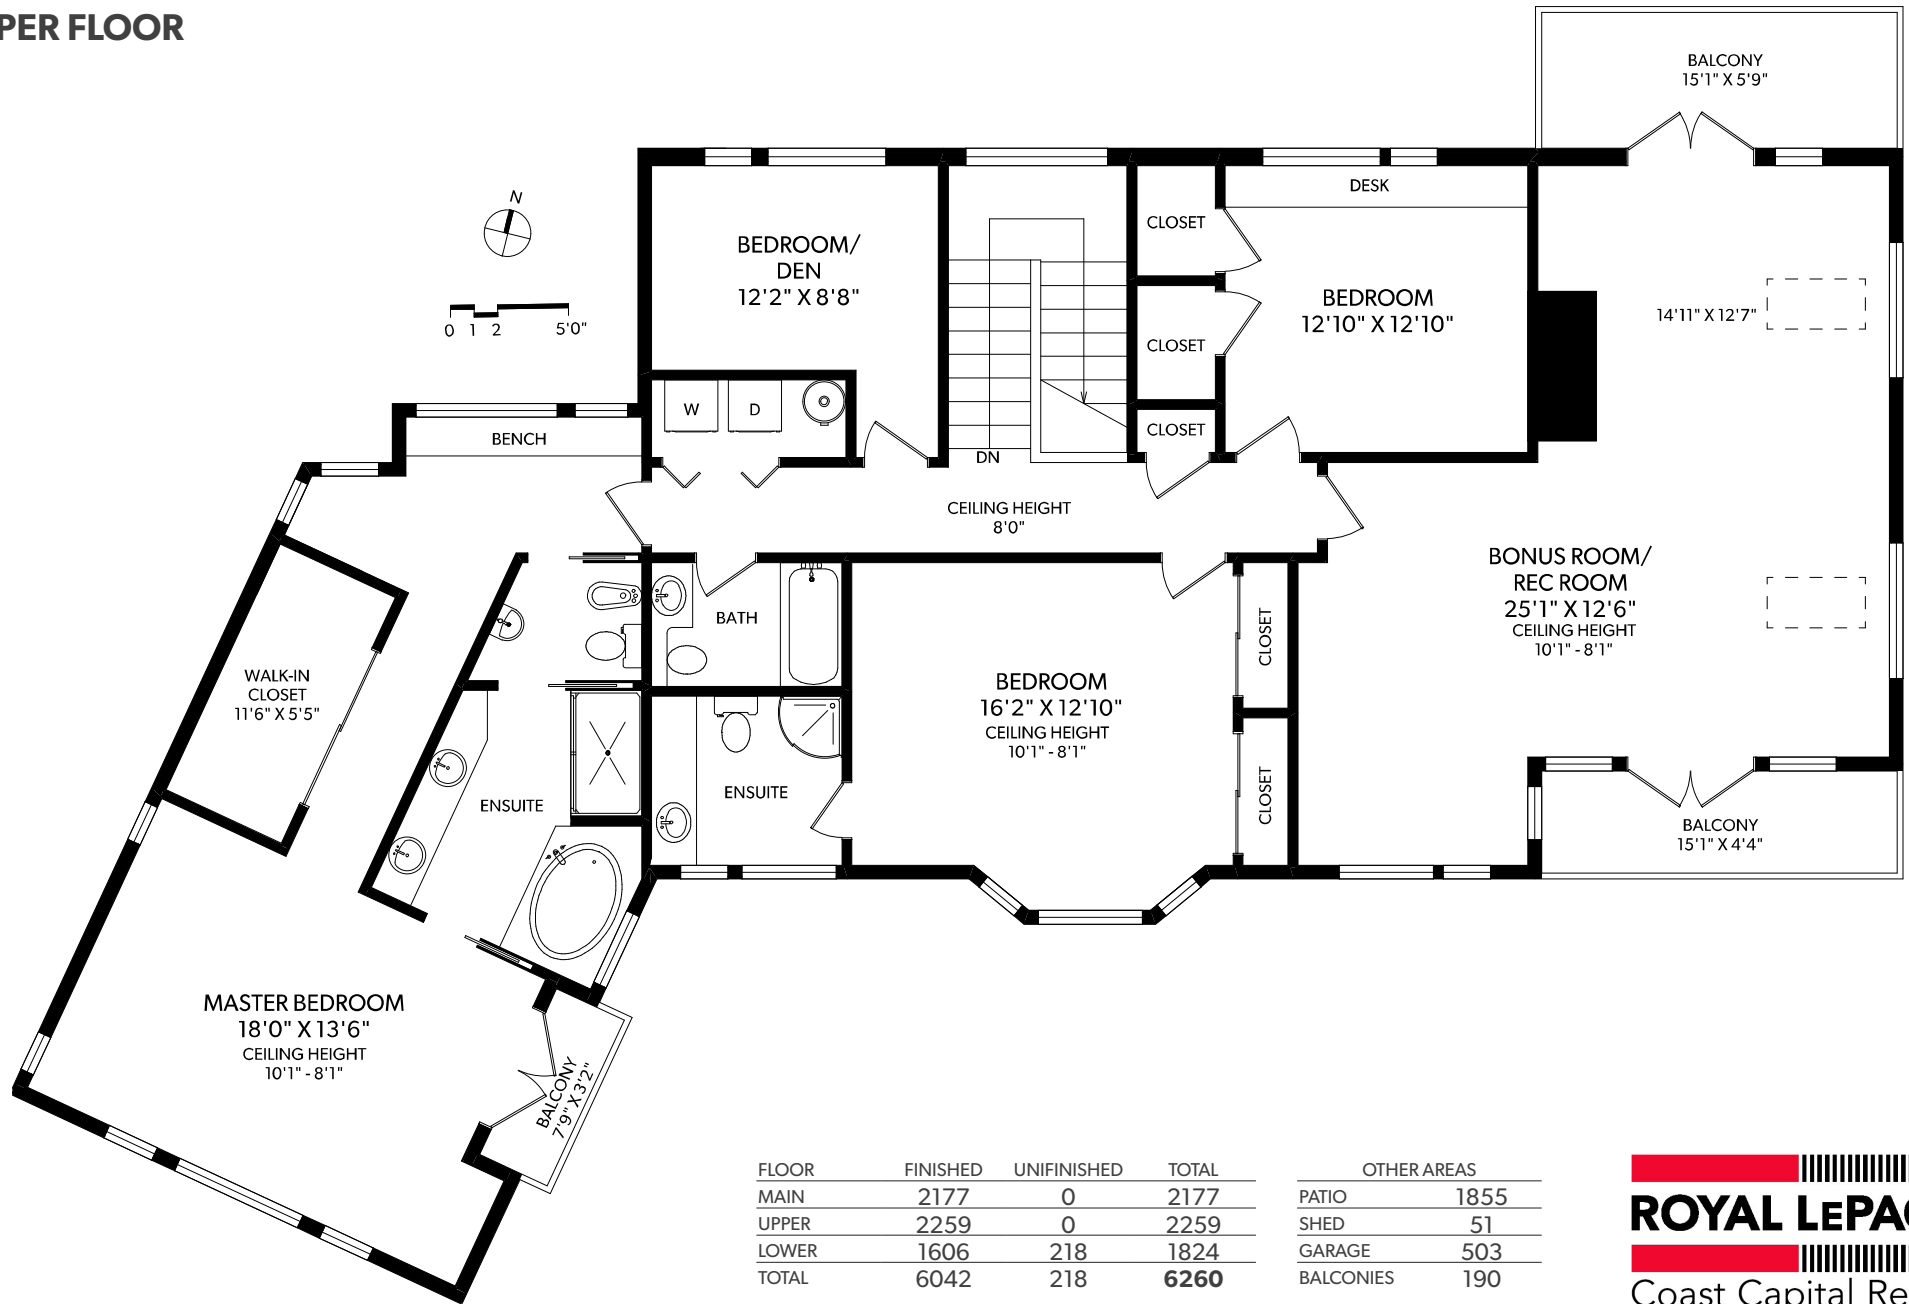 PER FLOOR
BALCONY
15'1" X 5'9"
N
0 1 2 5'0"
BEDROOM/
DEN
12'2" X 8'8"
CLOSET
DESK
BEDROOM
12'10" X 12'10"
CLOSET
14'11" X 12'7"
W D
CLOSET
BENCH
DN
CEILING HEIGHT
8'0"
BONUS ROOM/
REC ROOM
25'1" X 12'6"
CEILING HEIGHT
10'1" - 8'1"
BATH
CLOSET
WALK-IN
CLOSET
11'6" X 5'5"
BEDROOM
16'2" X 12'10"
CEILING HEIGHT
10'1" - 8'1"
ENSUITE
ENSUITE
CLOSET
BALCONY
15'1" X 4'4"
MASTER BEDROOM
18'0" X 13'6"
CEILING HEIGHT
10'1" - 8'1"
BALCONY
7'9" X 3'2"
FLOOR FINISHED UNIFINISHED TOTAL
MAIN 2177 0 2177
UPPER 2259 0 2259
LOWER 1606 218 1824
TOTAL 6042 218 6260
OTHER AREAS
PATIO 1855
SHED 51
GARAGE 503
BALCONIES 190
ROYAL LEPA
Coast Capital Re